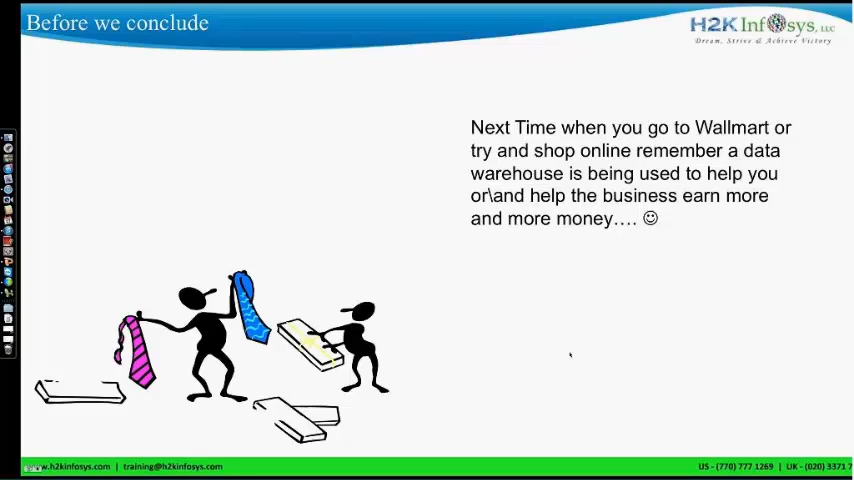 Before we conclude
H2K Infosys, LLC
Dream, Strive & Achieve Victory
Next Time when you go to Wallmart or
try and shop online remember a data
warehouse is being used to help you
or\and help the business earn more
and more money…. ☺
w.h2kinfosys.com | training@h2kinfosys.com
US - (770) 777 1269 | UK - (020) 3371 7